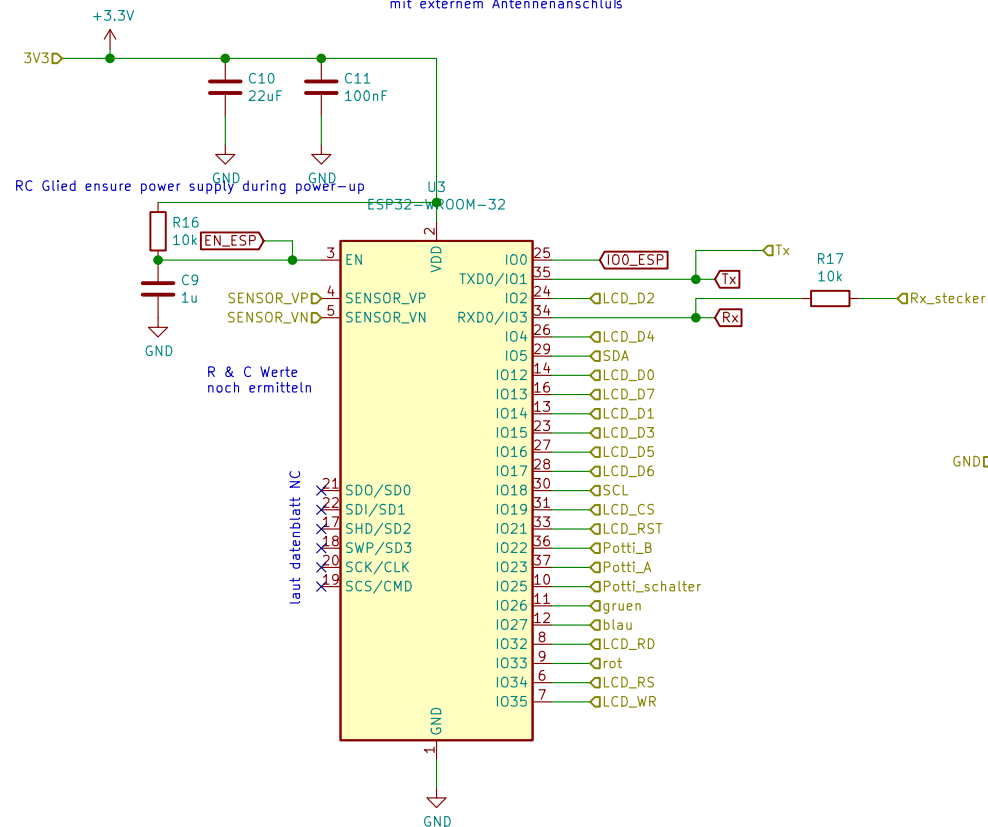 mit externem Antennenanschluß
+3.3V
3V3
C10
22uF
C11
100nF
GND
GND
RC Glied ensure power supply during power-up
U3
ESP32-WROOM-32
R16
10k
EN_ESP
C9
1u
GND
R & C Werte
noch ermitteln
SENSOR_VP
SENSOR_VN
laut datenblatt NC
2
VDD
3 EN
4 SENSOR_VP
5 SENSOR_VN
21 SDO/SD0
22 SDI/SD1
17 SHD/SD2
18 SWP/SD3
20 SCK/CLK
19 SCS/CMD
IO0 25 IO0_ESP
TXD0/IO1 35 Tx
Tx
IO2 24 LCD_D2
RXD0/IO3 34 Rx
R17
10k
Rx_stecker
IO4 26 LCD_D4
IO5 29 SDA
IO12 14 LCD_D0
IO13 16 LCD_D7
IO14 13 LCD_D1
IO15 23 LCD_D3
IO16 27 LCD_D5
IO17 28 LCD_D6
IO18 30 SCL
IO19 31 LCD_CS
IO21 33 LCD_RST
IO22 36 Potti_B
IO23 37 Potti_A
IO25 10 Potti_schalter
IO26 11 gruen
IO27 12 blau
IO32 8 LCD_RD
IO33 9 rot
IO34 6 LCD_RS
IO35 7 LCD_WR
GND
1
GND
GND